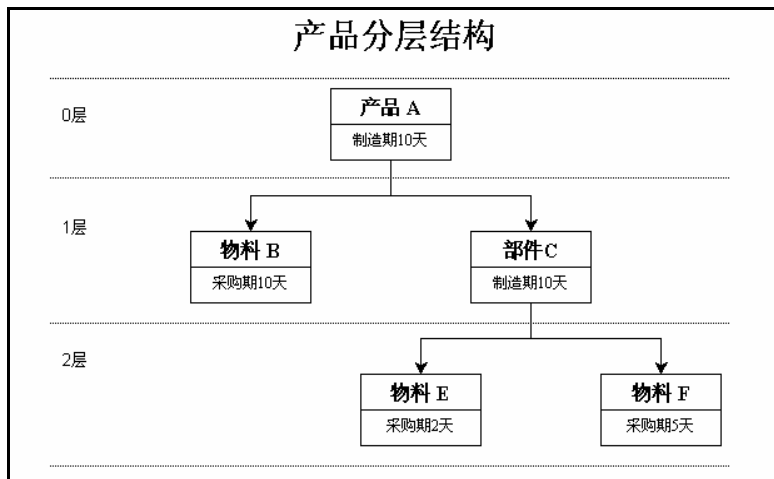 产品分层结构
0层
产品 A
制造期10天
1层
物料 B
部件C
采购期10天
制造期10天
2层
物料 E
物料 F
采购期2天
采购期5天